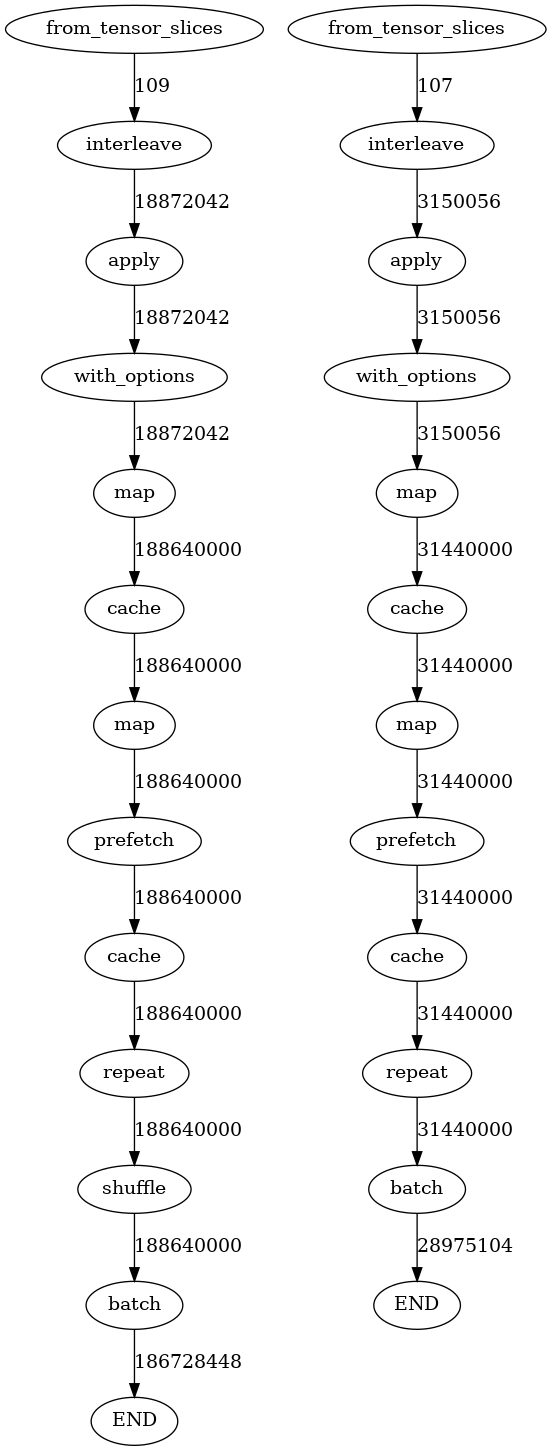 from_tensor_slices
109
interleave
18872042
apply
18872042
with_options
18872042
map
188640000
cache
188640000
map
188640000
prefetch
188640000
cache
188640000
repeat
188640000
shuffle
188640000
batch
186728448
END
from_tensor_slices
107
interleave
3150056
apply
3150056
with_options
3150056
map
31440000
cache
31440000
map
31440000
prefetch
31440000
cache
31440000
repeat
31440000
batch
28975104
END